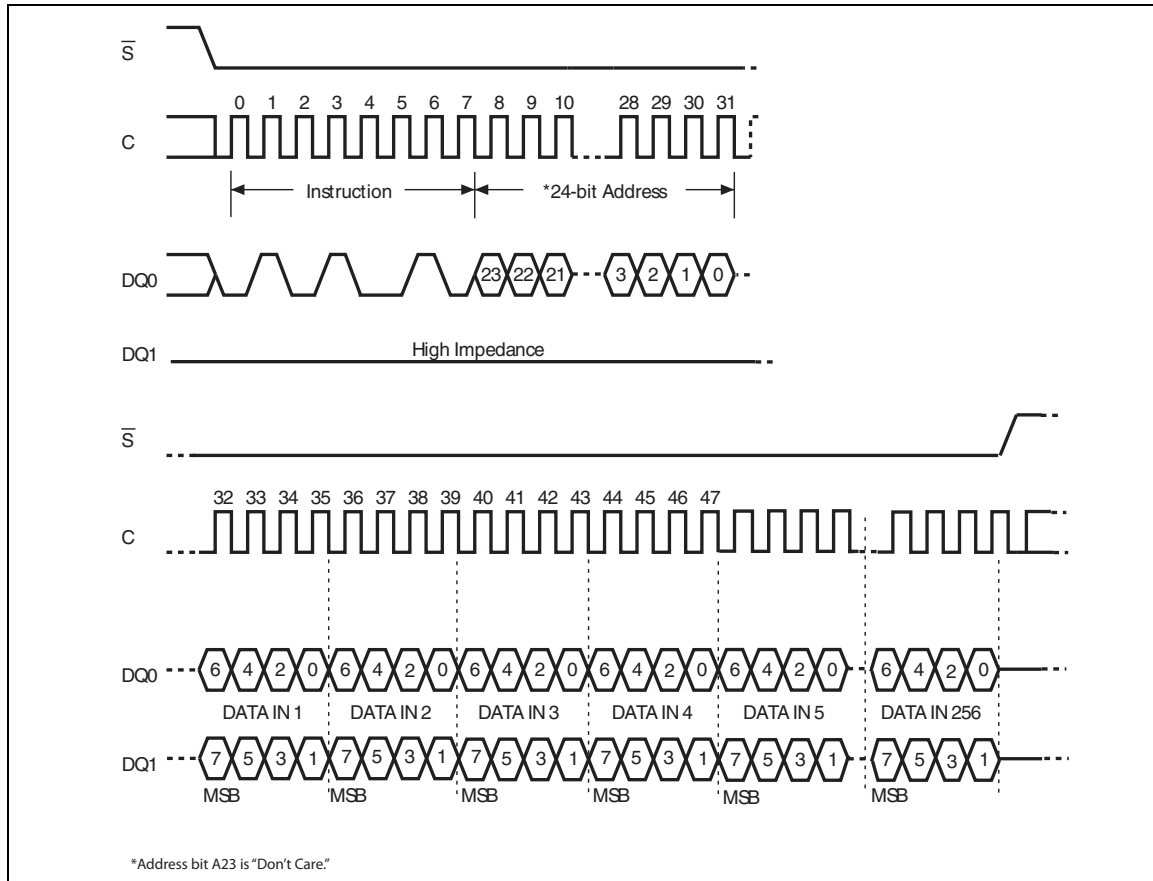 S
0 1 2 3 4 5 6 7 8 9 10 28 29 30 31
C
Instruction *24-bit Address
DQ0 23 22 21 3 2 1 0
DQ1 High Impedance
S
32 33 34 35 36 37 38 39 40 41 42 43 44 45 46 47
C
DQ0 6 4 2 0 6 4 2 0 6 4 2 0 6 4 2 0 6 4 2 0 6 4 2 0
DATA IN 1 DATA IN 2 DATA IN 3 DATA IN 4 DATA IN 5 DATA IN 256
DQ1 7 5 3 1 7 5 3 1 7 5 3 1 7 5 3 1 7 5 3 1 7 5 3 1
MSB MSB MSB MSB MSB MSB
*Address bit A23 is “Don’t Care.”